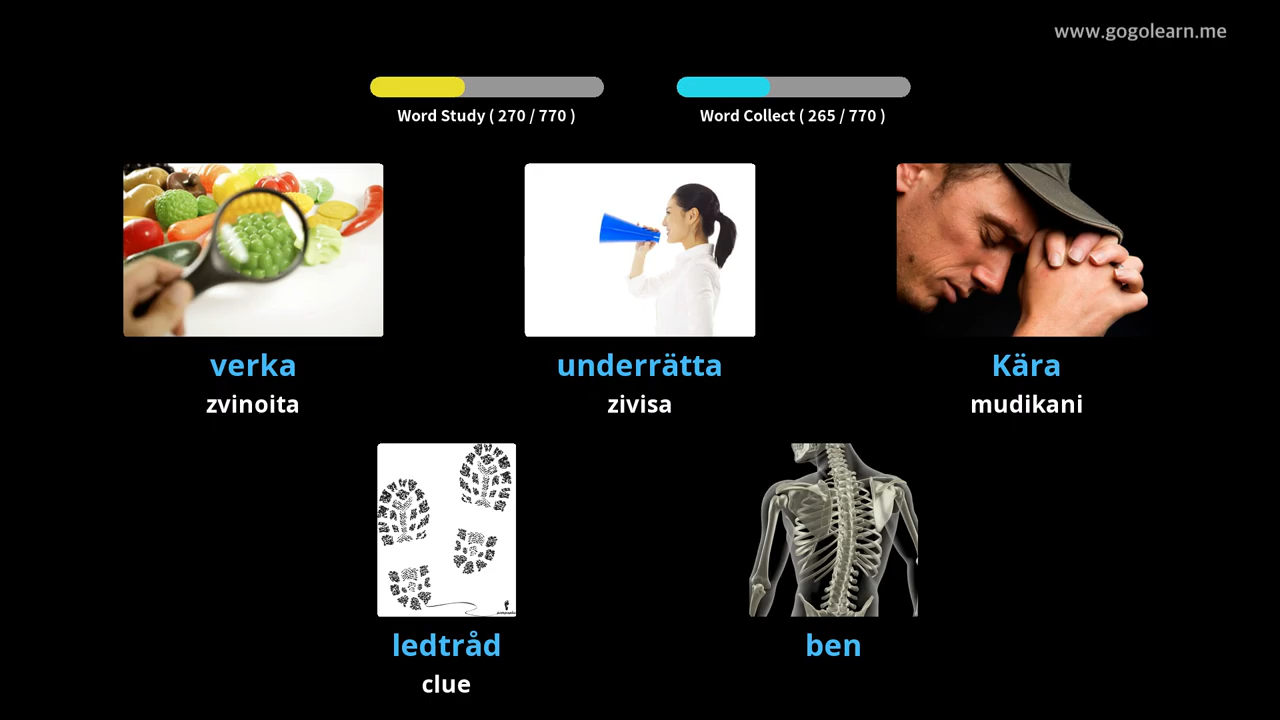 www.gogolearn.me
Word Study ( 270 / 770 )
Word Collect ( 265 / 770 )
verka
zvinoita
underrätta
zivisa
Kära
mudikani
ledtråd
clue
ben